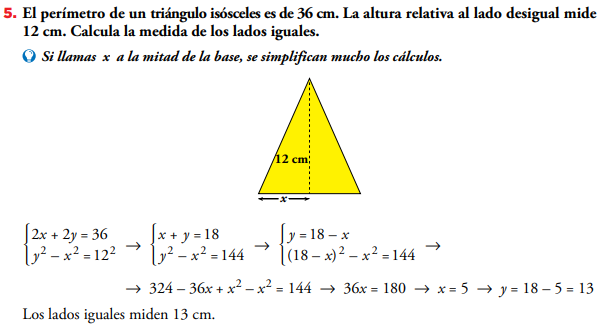 5. El perímetro de un triángulo isósceles es de 36 cm. La altura relativa al lado desigual mide
12 cm. Calcula la medida de los lados iguales.
Si llamas x a la mitad de la base, se simplifican mucho los cálculos.
12 cm
x
{2x + 2y = 36 → {x + y = 18 → {y = 18 – x →
{y² – x² = 12² {y² – x² = 144 {(18 – x)² – x² = 144
→ 324 – 36x + x² – x² = 144 → 36x = 180 → x = 5 → y = 18 – 5 = 13
Los lados iguales miden 13 cm.